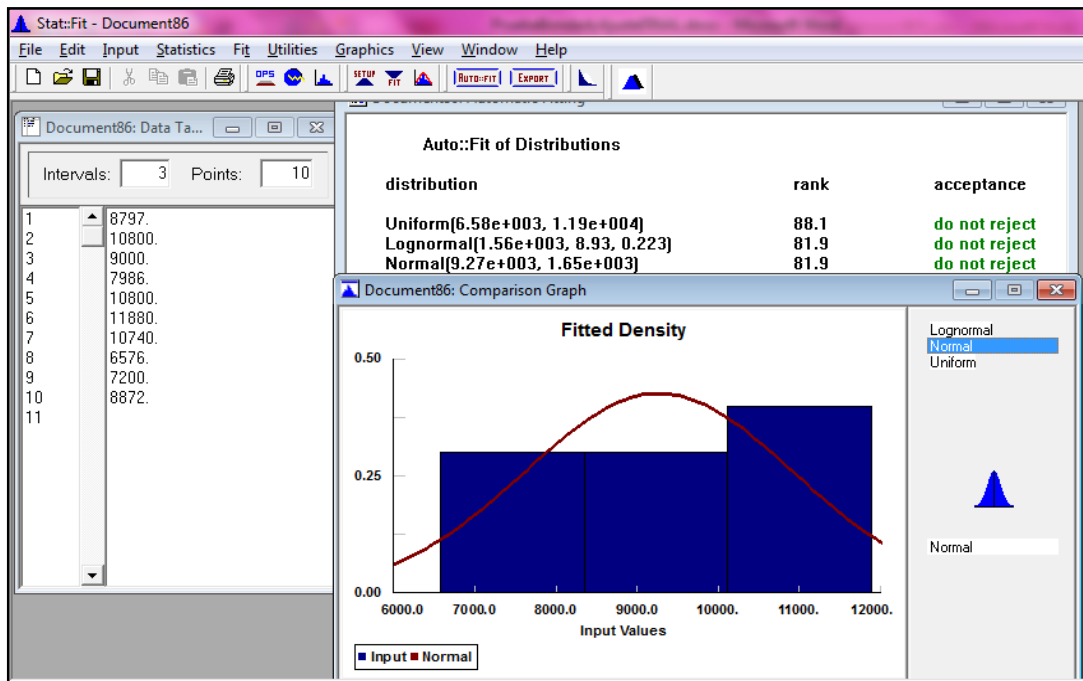 Stat::Fit - Document86
File Edit Input Statistics Fit Utilities Graphics View Window Help
OPS SETUP FIT AUTO::FIT EXPORT
Document86: Data Ta...
Intervals: 3 Points: 10
1 8797.
2 10800.
3 9000.
4 7986.
5 10800.
6 11880.
7 10740.
8 6576.
9 7200.
10 8872.
11
Auto::Fit of Distributions
distribution rank acceptance
Uniform(6.58e+003, 1.19e+004) 88.1 do not reject
Lognormal(1.56e+003, 8.93, 0.223) 81.9 do not reject
Normal(9.27e+003, 1.65e+003) 81.9 do not reject
Document86: Comparison Graph
Fitted Density
0.50
0.25
0.00
6000.0 7000.0 8000.0 9000.0 10000. 11000. 12000.
Input Values
Input Normal
Lognormal
Normal
Uniform
Normal